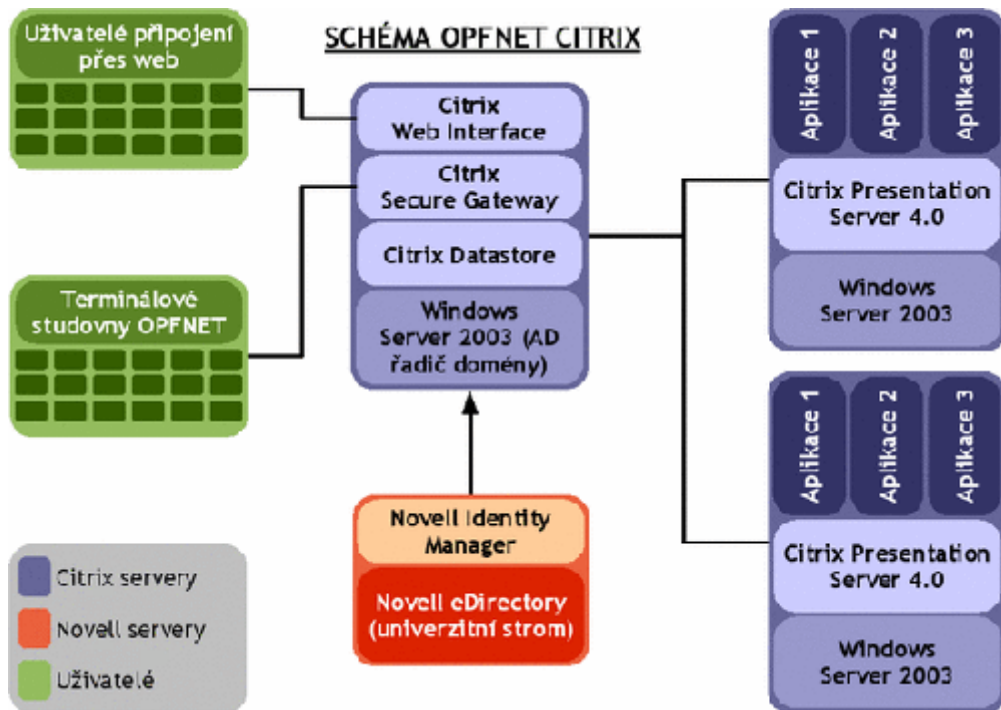 SCHÉMA OPFNET CITRIX
Uživatelé připojení
přes web
Terminálové
studovny OPFNET
Citrix
Web Interface
Citrix
Secure Gateway
Citrix Datastore
Windows
Server 2003 (AD
řadič domény)
Novell Identity
Manager
Novell eDirectory
(univerzitní strom)
Aplikace 1
Aplikace 2
Aplikace 3
Citrix Presentation
Server 4.0
Windows
Server 2003
Aplikace 1
Aplikace 2
Aplikace 3
Citrix Presentation
Server 4.0
Windows
Server 2003
Citrix servery
Novell servery
Uživatelé